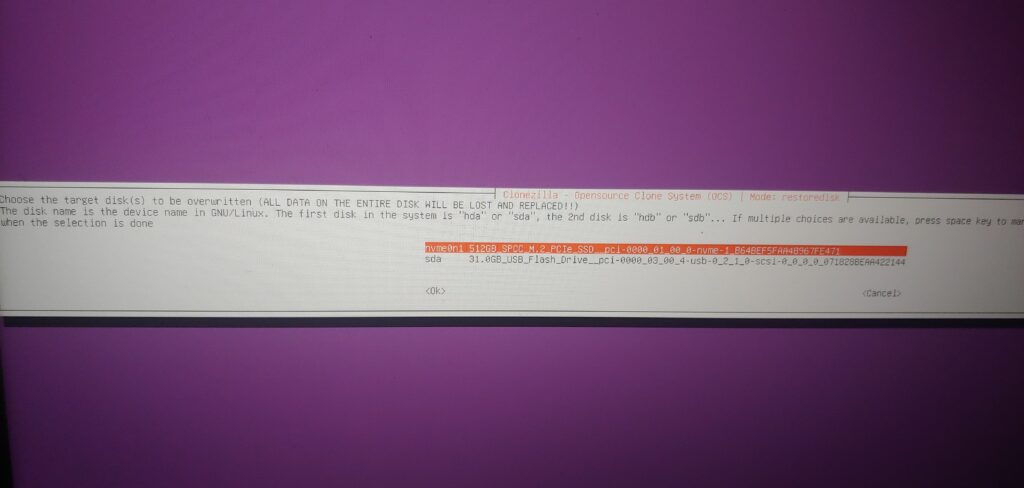 Clonezilla - Opensource Clone System (OCS) | Mode: restoredisk
Choose the target disk(s) to be overwritten (ALL DATA ON THE ENTIRE DISK WILL BE LOST AND REPLACED!!)
The disk name is the device name in GNU/Linux. The first disk in the system is "hda" or "sda", the 2nd disk is "hdb" or "sdb"... If multiple choices are available, press space key to mar
when the selection is done
nvme0n1 512GB_SPCC_M.2_PCIe_SSD__pci-0000_01_00_0-nvme-1
sda 31.0GB_USB_Flash_Drive__pci-0000_03_00_4-usb-0_2_1_0-scsi-0_0_0_0
<Ok>
<Cancel>